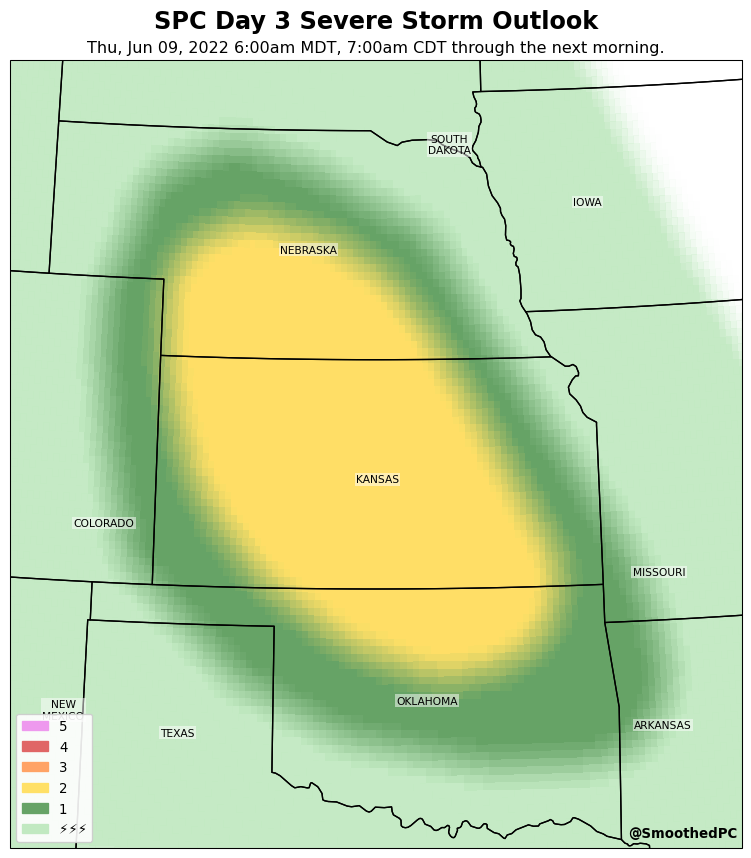 SPC Day 3 Severe Storm Outlook
Thu, Jun 09, 2022 6:00am MDT, 7:00am CDT through the next morning.
SOUTH
DAKOTA
IOWA
NEBRASKA
KANSAS
COLORADO
MISSOURI
NEW
MEXICO
OKLAHOMA
TEXAS
ARKANSAS
5
4
3
2
1
⚡⚡⚡
@SmoothedPC